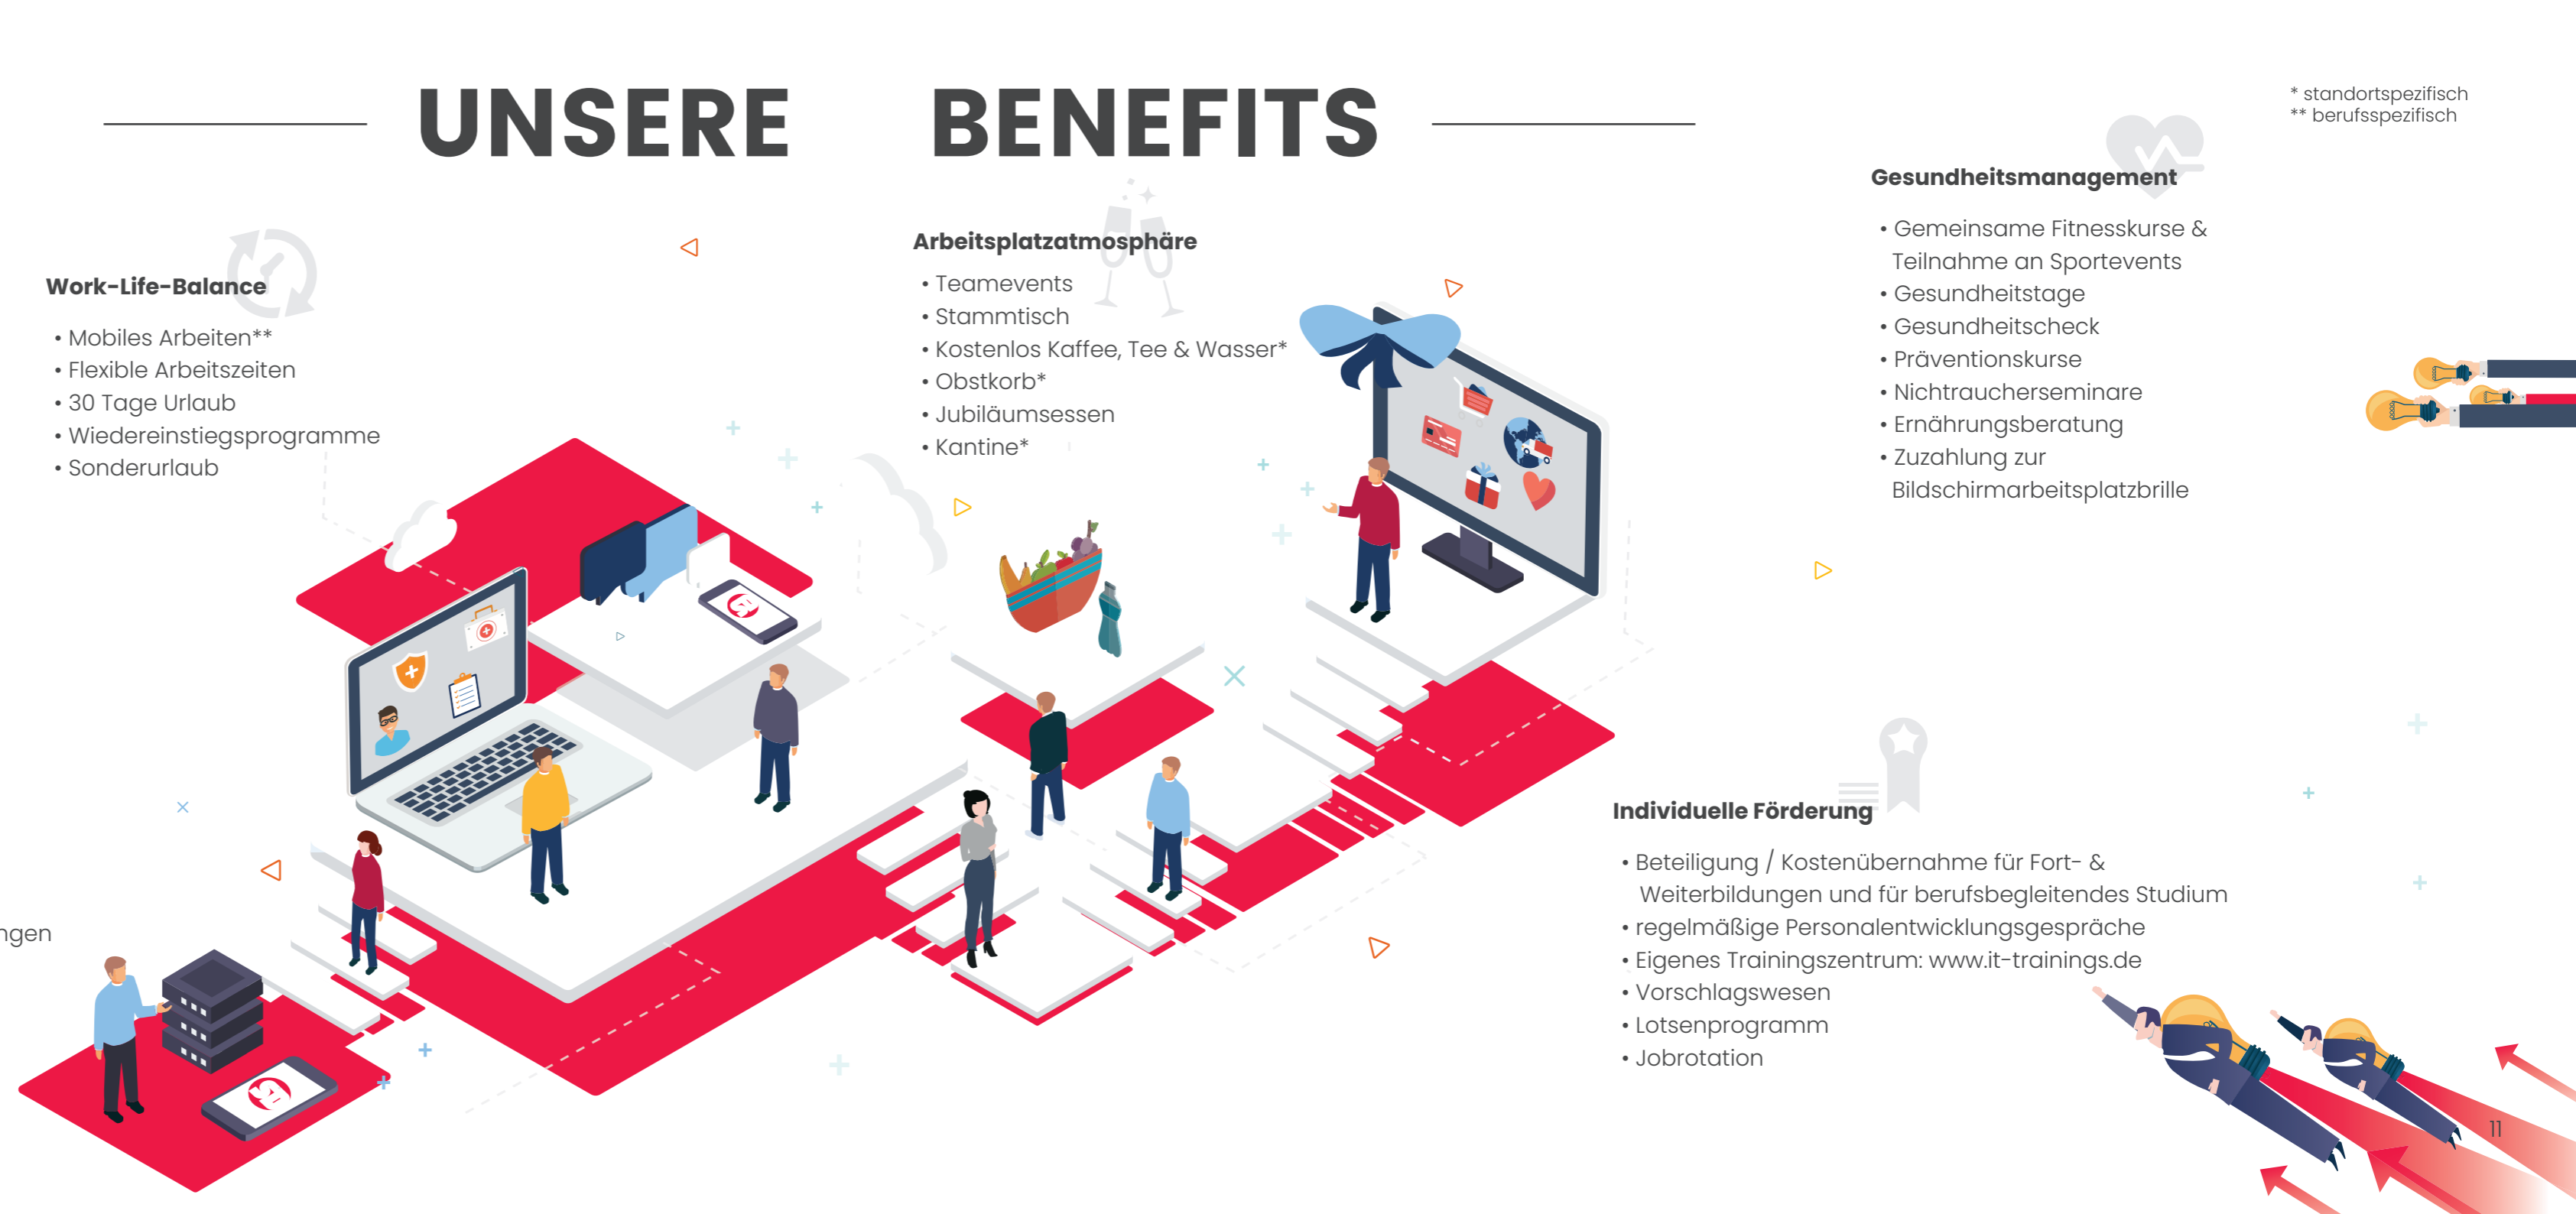 UNSERE BENEFITS
* standortspezifisch
** berufsspezifisch
Work-Life-Balance
• Mobiles Arbeiten**
• Flexible Arbeitszeiten
• 30 Tage Urlaub
• Wiedereinstiegsprogramme
• Sonderurlaub
Arbeitsplatzatmosphäre
• Teamevents
• Stammtisch
• Kostenlos Kaffee, Tee & Wasser*
• Obstkorb*
• Jubiläumsessen
• Kantine*
Gesundheitsmanagement
• Gemeinsame Fitnesskurse &
Teilnahme an Sportevents
• Gesundheitstage
• Gesundheitscheck
• Präventionskurse
• Nichtraucherseminare
• Ernährungsberatung
• Zuzahlung zur
Bildschirmarbeitsplatzbrille
ngen
Individuelle Förderung
• Beteiligung / Kostenübernahme für Fort- &
Weiterbildungen und für berufsbegleitendes Studium
• regelmäßige Personalentwicklungsgespräche
• Eigenes Trainingszentrum: www.it-trainings.de
• Vorschlagswesen
• Lotsenprogramm
• Jobrotation
11